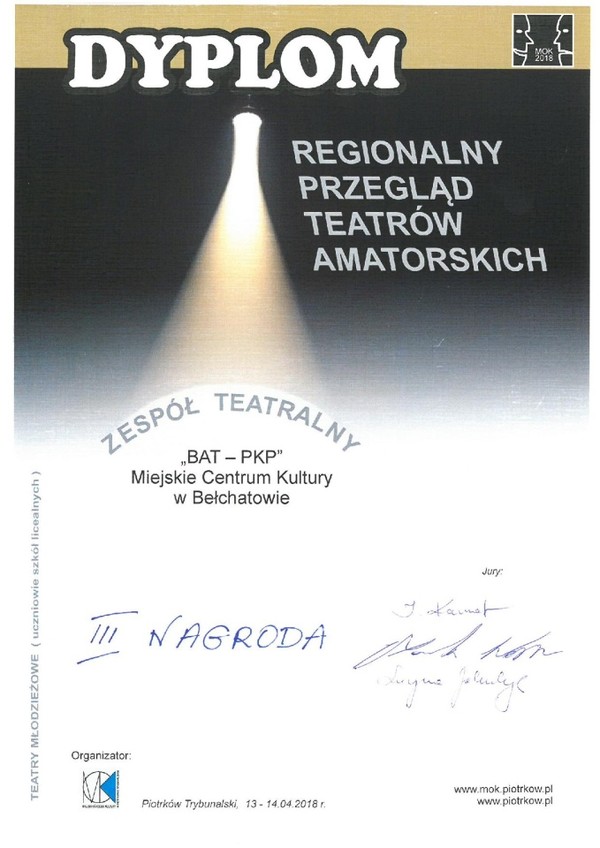 DYPLOM
MOK
2018
REGIONALNY
PRZEGLĄD
TEATRÓW
AMATORSKICH
ZESPÓŁ TEATRALNY
„BAT – PKP”
Miejskie Centrum Kultury
w Bełchatowie
TEATRY MŁODZIEŻOWE ( uczniowie szkół licealnych )
Jury:
III NAGRODA
Organizator:
Piotrków Trybunalski, 13 - 14.04.2018 r.
www.mok.piotrkow.pl
www.piotrkow.pl